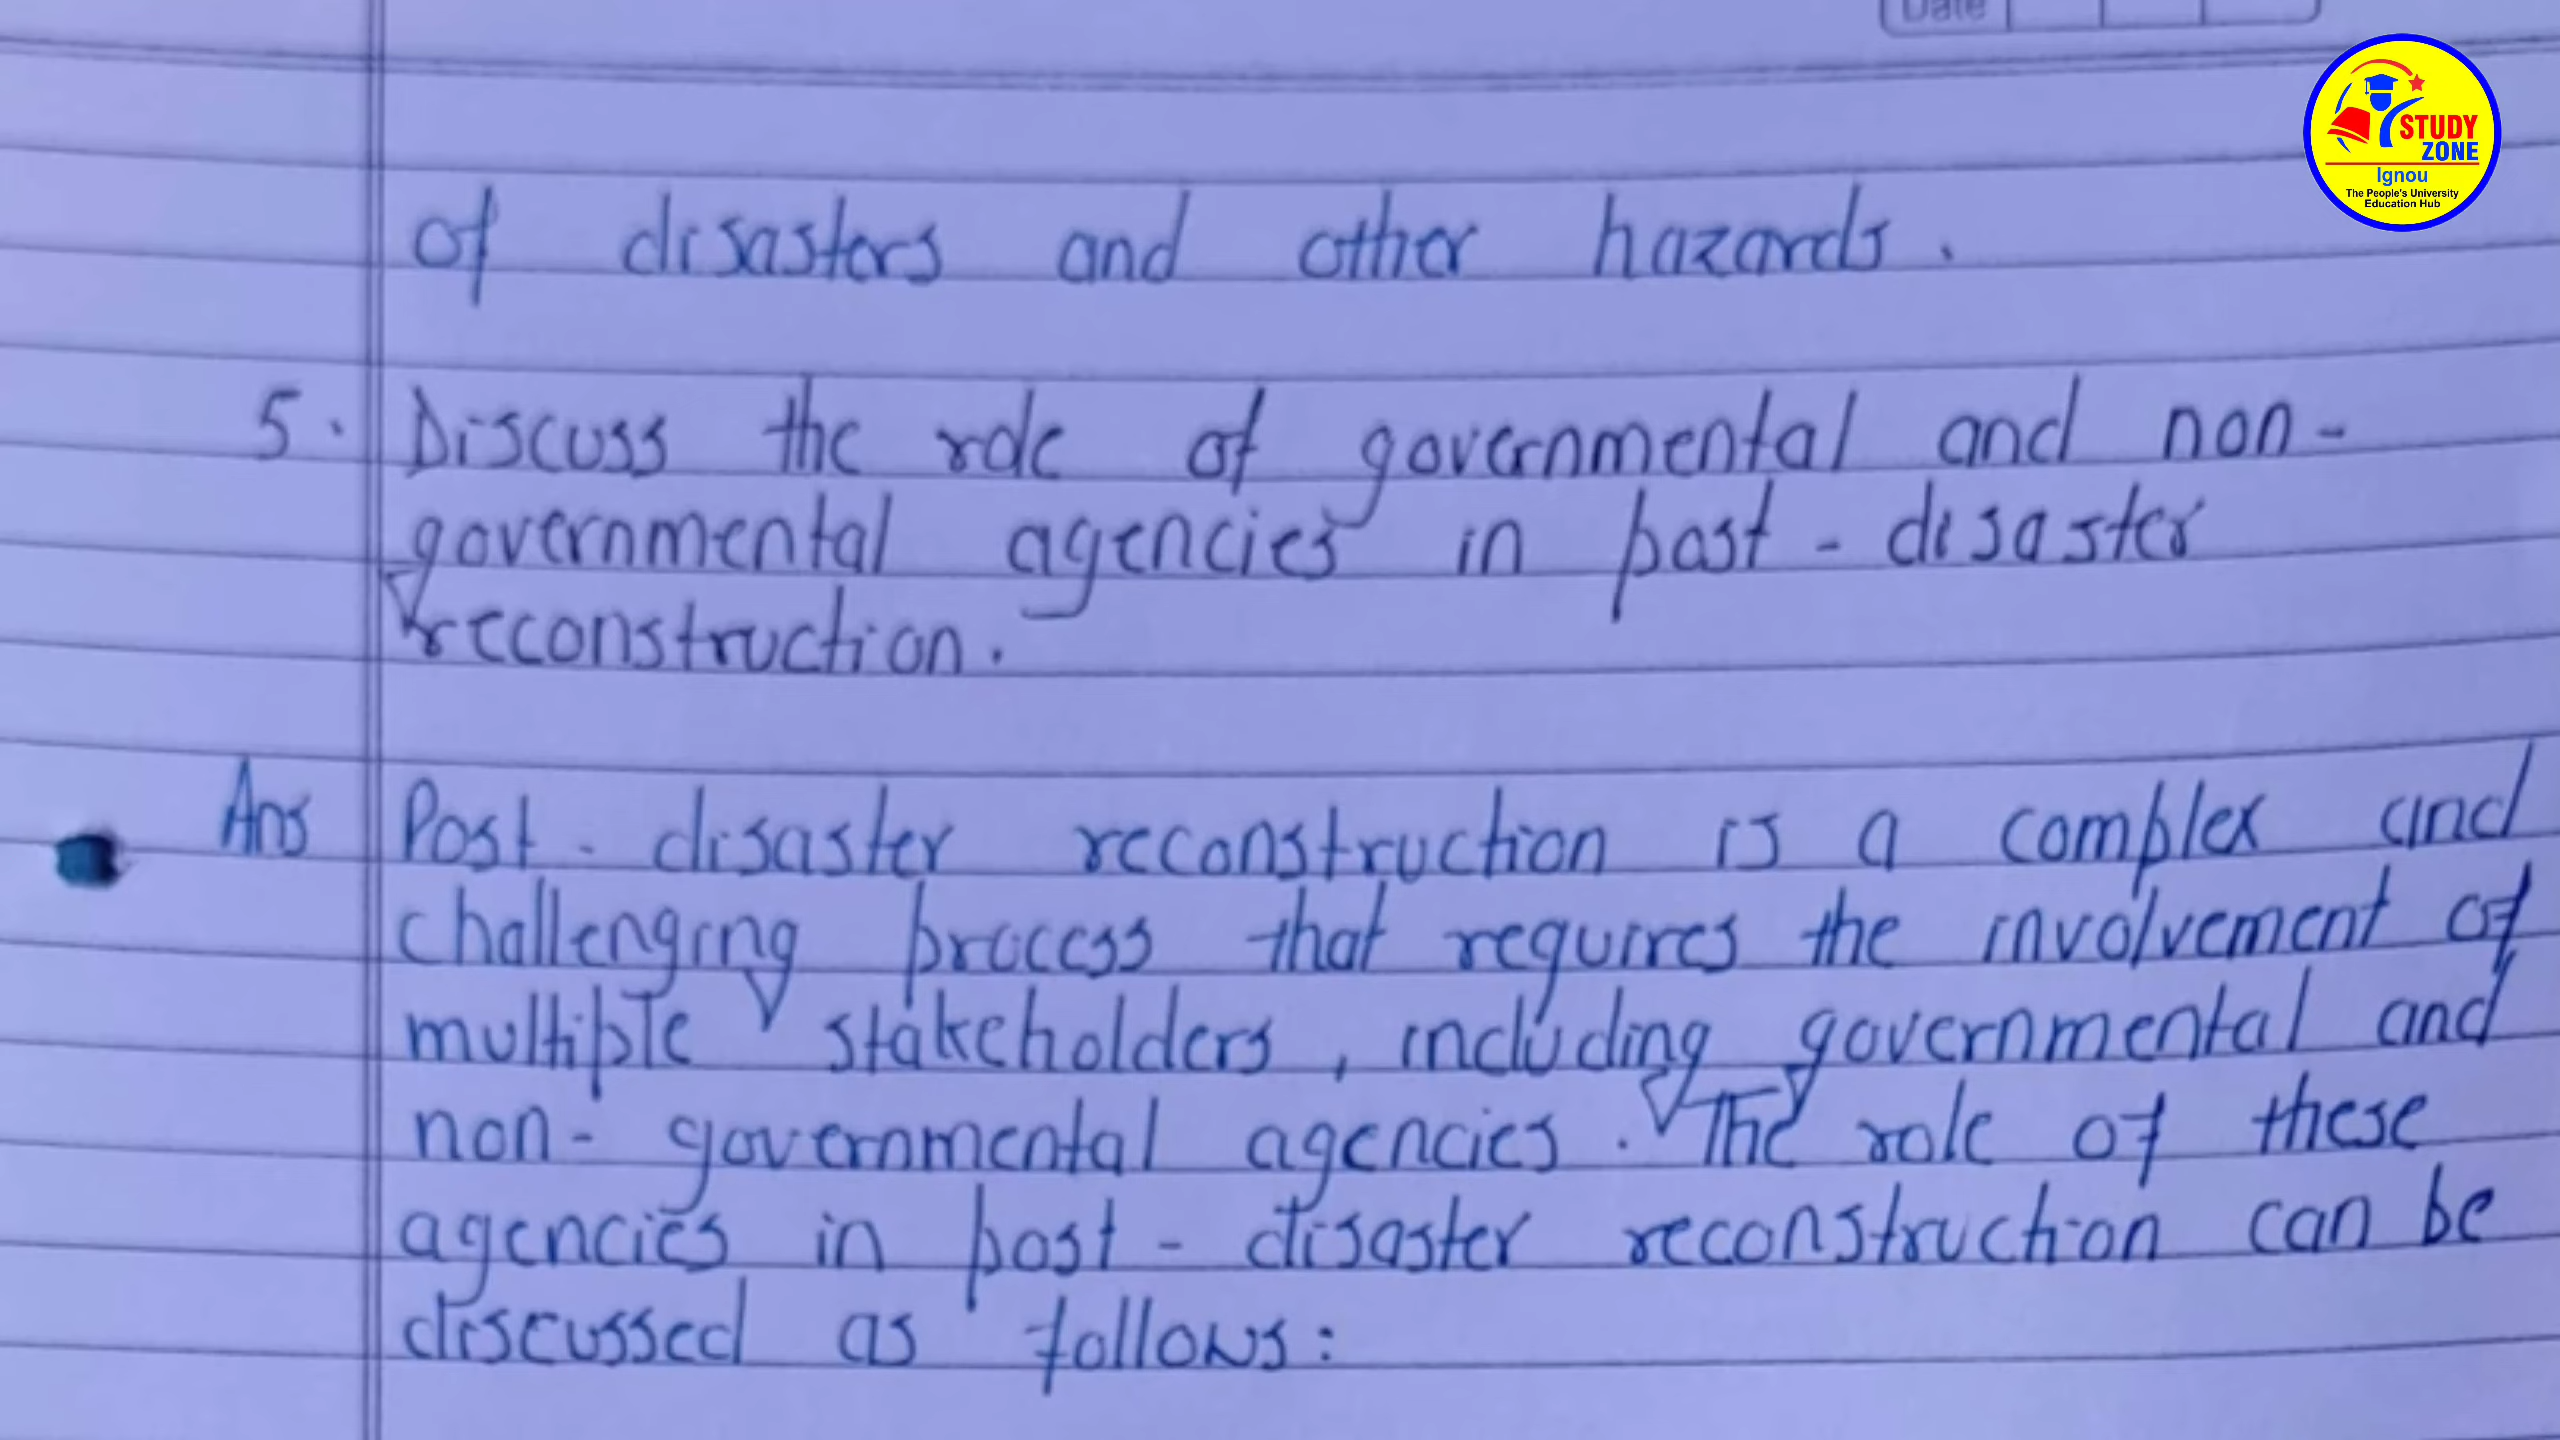 Date
STUDY
ZONE
Ignou
The People's University
Education Hub
of disasters and other hazards.
5. Discuss the role of governmental and non-
governmental agencies in post-disaster
reconstruction.
Ans Post-disaster reconstruction is a complex and
challenging process that requires the involvement of
multiple stakeholders, including governmental and
non-governmental agencies. The role of these
agencies in post-disaster reconstruction can be
discussed as follows: